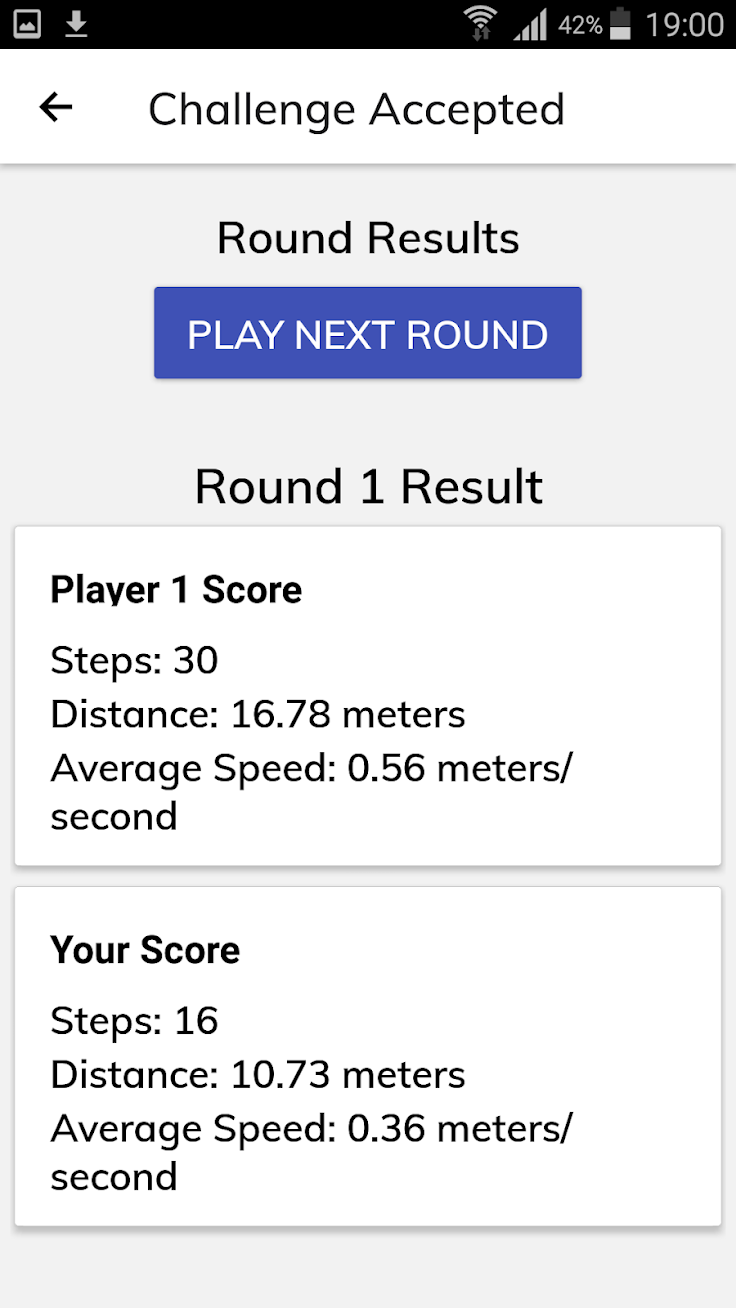 42% 19:00
Challenge Accepted
Round Results
PLAY NEXT ROUND
Round 1 Result
Player 1 Score
Steps: 30
Distance: 16.78 meters
Average Speed: 0.56 meters/
second
Your Score
Steps: 16
Distance: 10.73 meters
Average Speed: 0.36 meters/
second